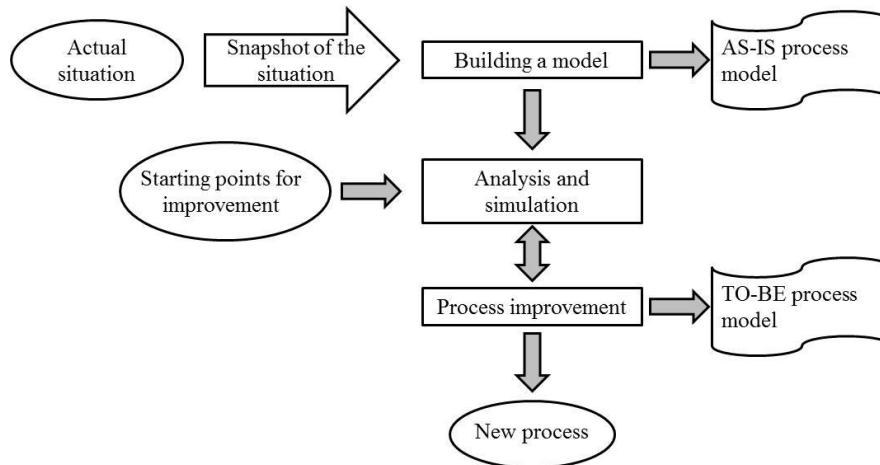 Actual
situation
Snapshot of the
situation
Building a model
AS-IS process
model
Starting points for
improvement
Analysis and
simulation
Process improvement
TO-BE process
model
New process